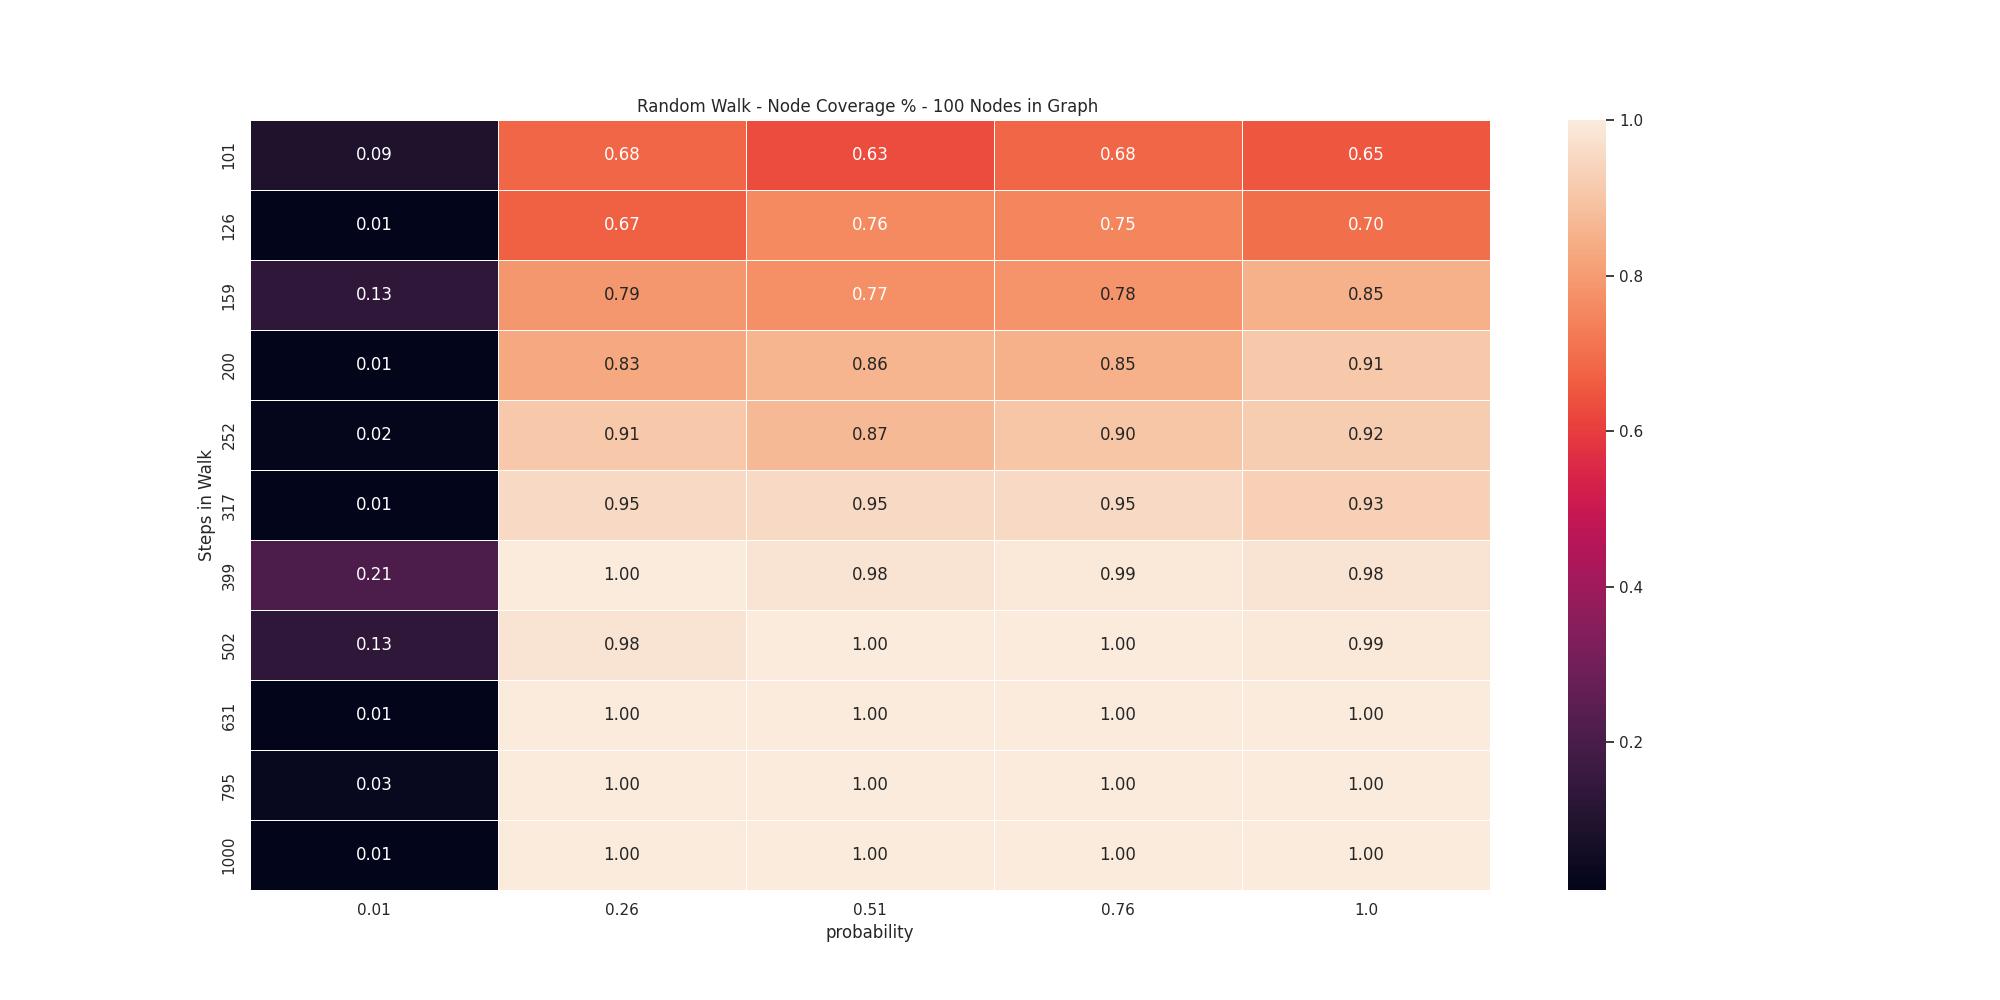 Random Walk - Node Coverage % - 100 Nodes in Graph
101 0.09 0.68 0.63 0.68 0.65
126 0.01 0.67 0.76 0.75 0.70
159 0.13 0.79 0.77 0.78 0.85
200 0.01 0.83 0.86 0.85 0.91
252 0.02 0.91 0.87 0.90 0.92
317 0.01 0.95 0.95 0.95 0.93
399 0.21 1.00 0.98 0.99 0.98
502 0.13 0.98 1.00 1.00 0.99
631 0.01 1.00 1.00 1.00 1.00
795 0.03 1.00 1.00 1.00 1.00
1000 0.01 1.00 1.00 1.00 1.00
Steps in Walk
0.01 0.26 0.51 0.76 1.0
probability
1.0
0.8
0.6
0.4
0.2